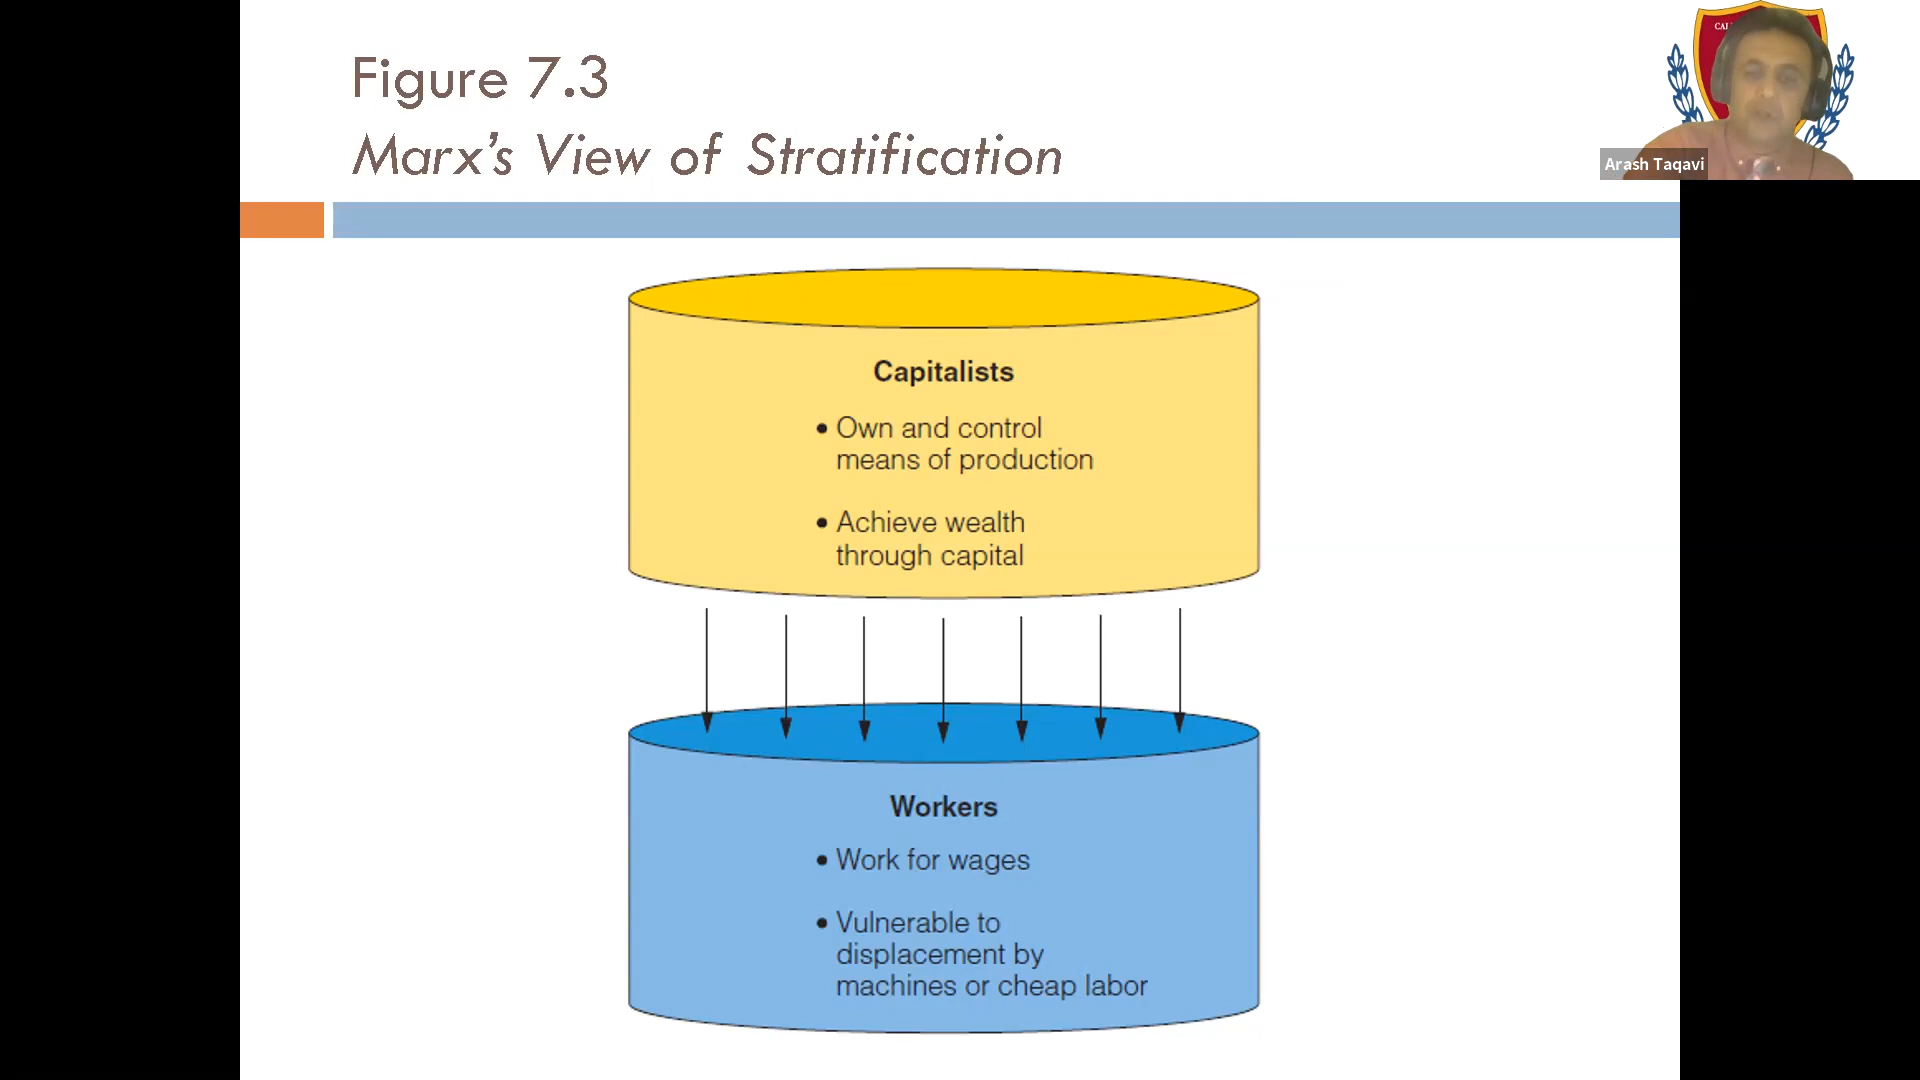 Figure 7.3
Marx's View of Stratification
CAL
Arash Taqavi
Capitalists
• Own and control
means of production
• Achieve wealth
through capital
Workers
• Work for wages
• Vulnerable to
displacement by
machines or cheap labor